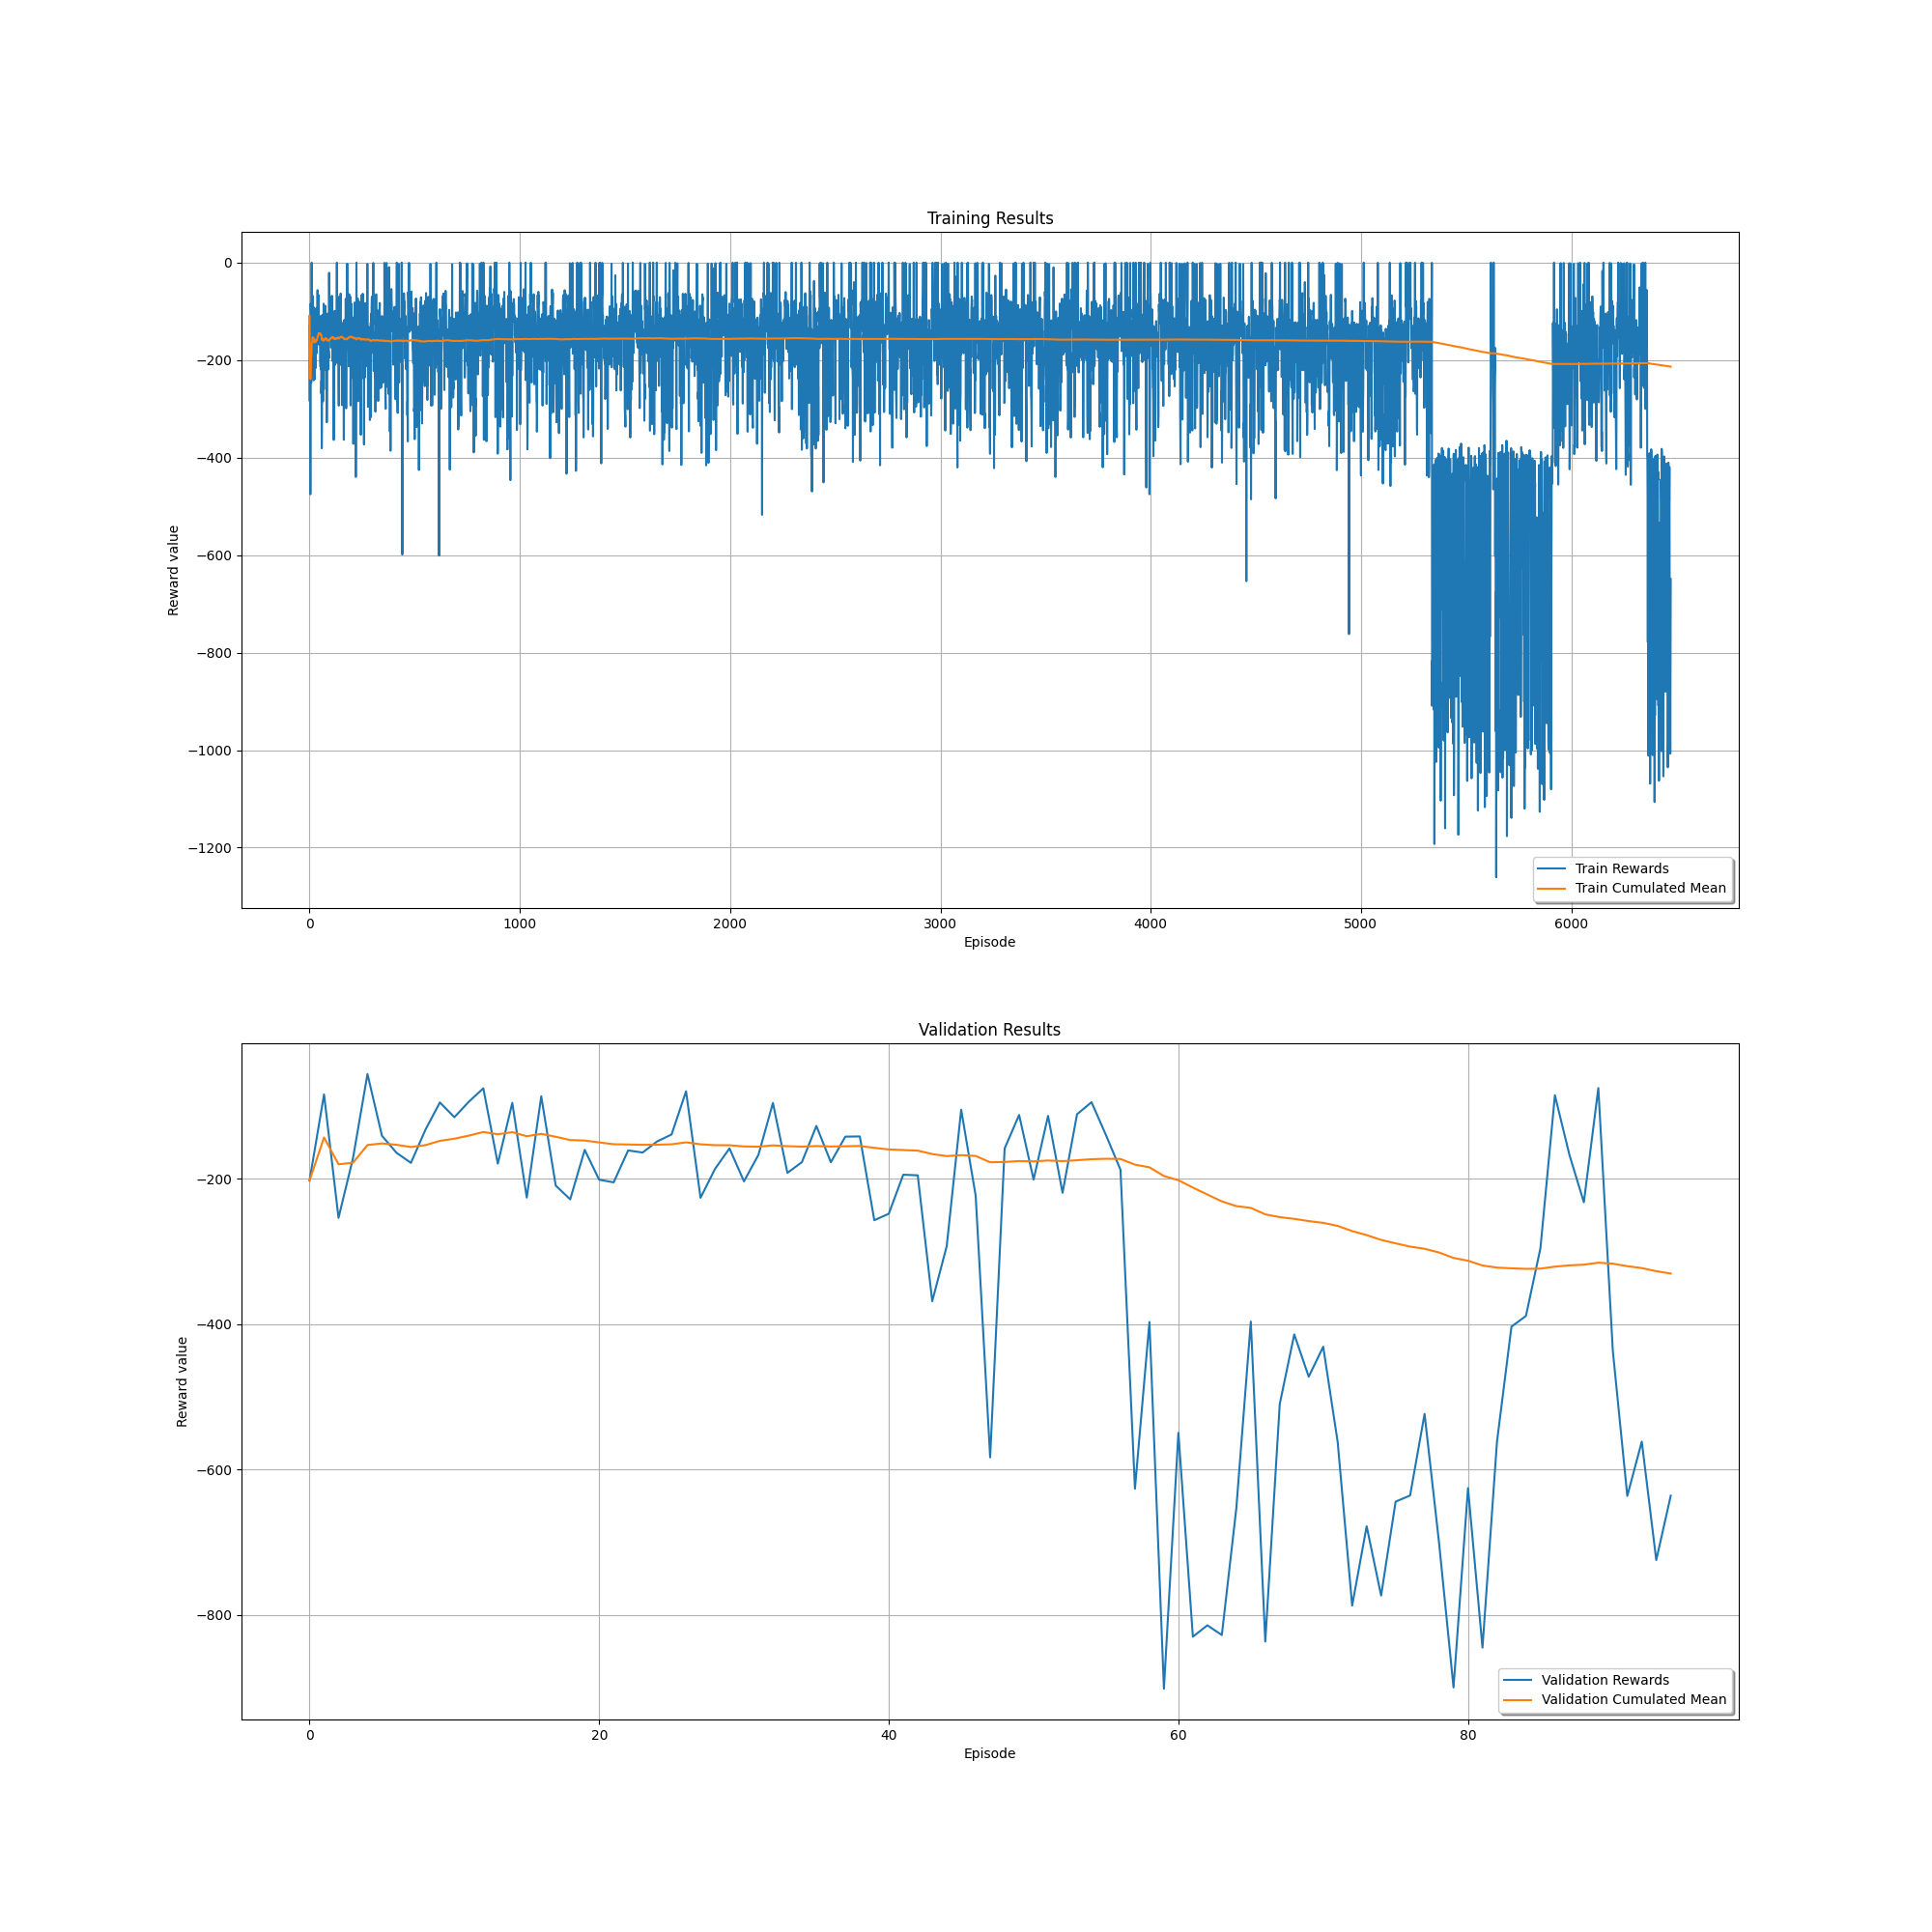 Training Results
0
−200
−400
−600
−800
−1000
−1200
Reward value
Train Rewards
Train Cumulated Mean
0 1000 2000 3000 4000 5000 6000
Episode
Validation Results
−200
−400
−600
−800
Reward value
Validation Rewards
Validation Cumulated Mean
0 20 40 60 80
Episode